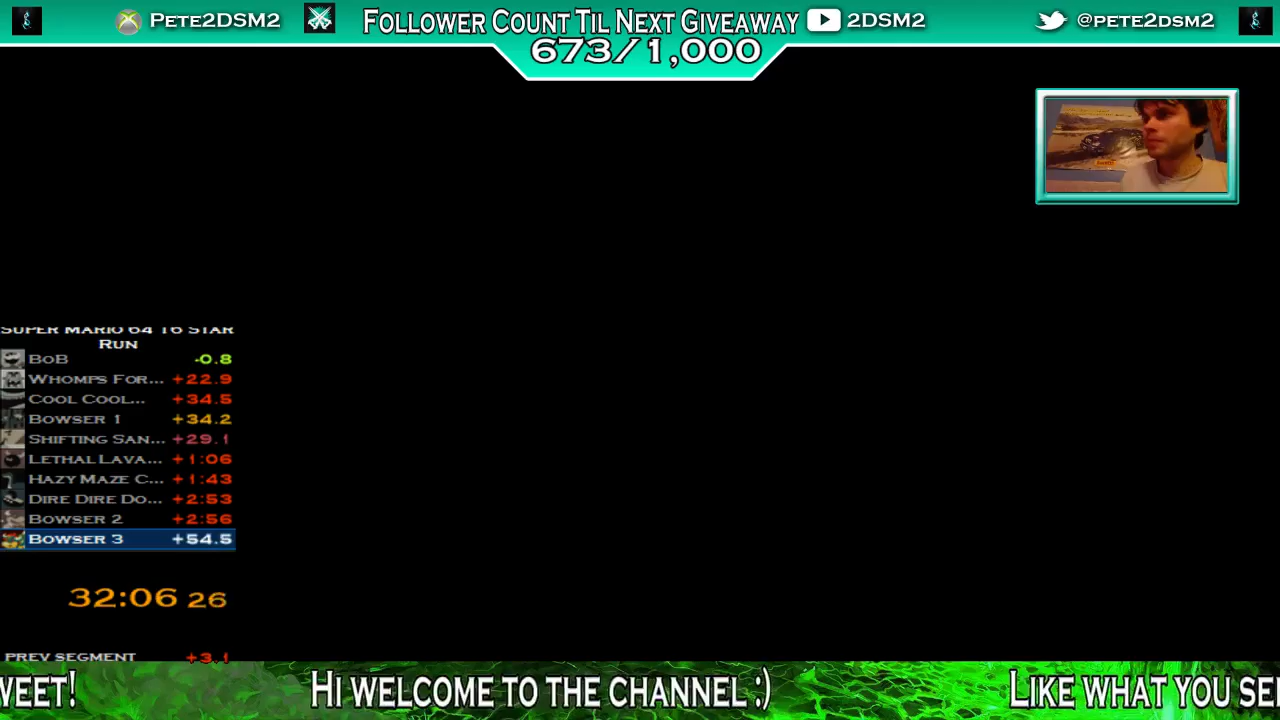 Pete2DSM2
Follower Count Til Next Giveaway
2DSM2
@pete2dsm2
673/1,000
Super Mario 64 16 Star
Run
BoB -0.8
Whomps For... +22.9
Cool Cool... +34.5
Bowser 1 +34.2
Shifting San... +29.1
Lethal Lava... +1:06
Hazy Maze C... +1:43
Dire Dire Do... +2:53
Bowser 2 +2:56
Bowser 3 +54.5
32:06 26
Prev Segment +3.1
weet! Hi welcome to the channel :) Like what you see